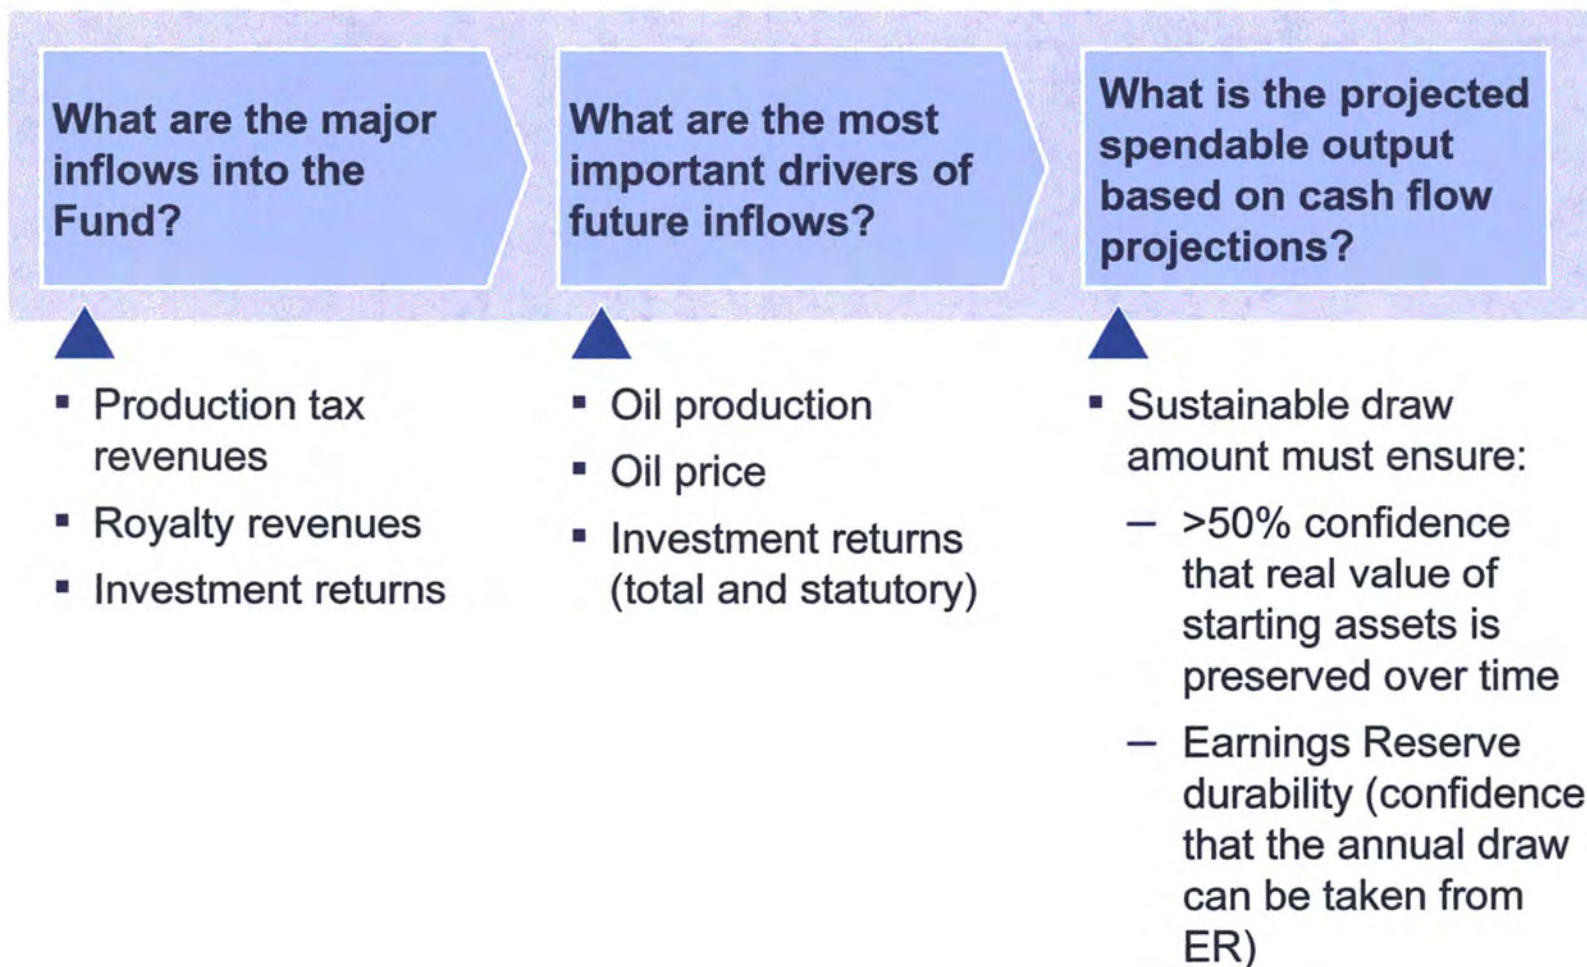 What are the major
inflows into the
Fund?
What are the most
important drivers of
future inflows?
What is the projected
spendable output
based on cash flow
projections?
▪ Production tax
revenues
▪ Royalty revenues
▪ Investment returns
▪ Oil production
▪ Oil price
▪ Investment returns
(total and statutory)
▪ Sustainable draw
amount must ensure:
– >50% confidence
that real value of
starting assets is
preserved over time
– Earnings Reserve
durability (confidence
that the annual draw
can be taken from
ER)